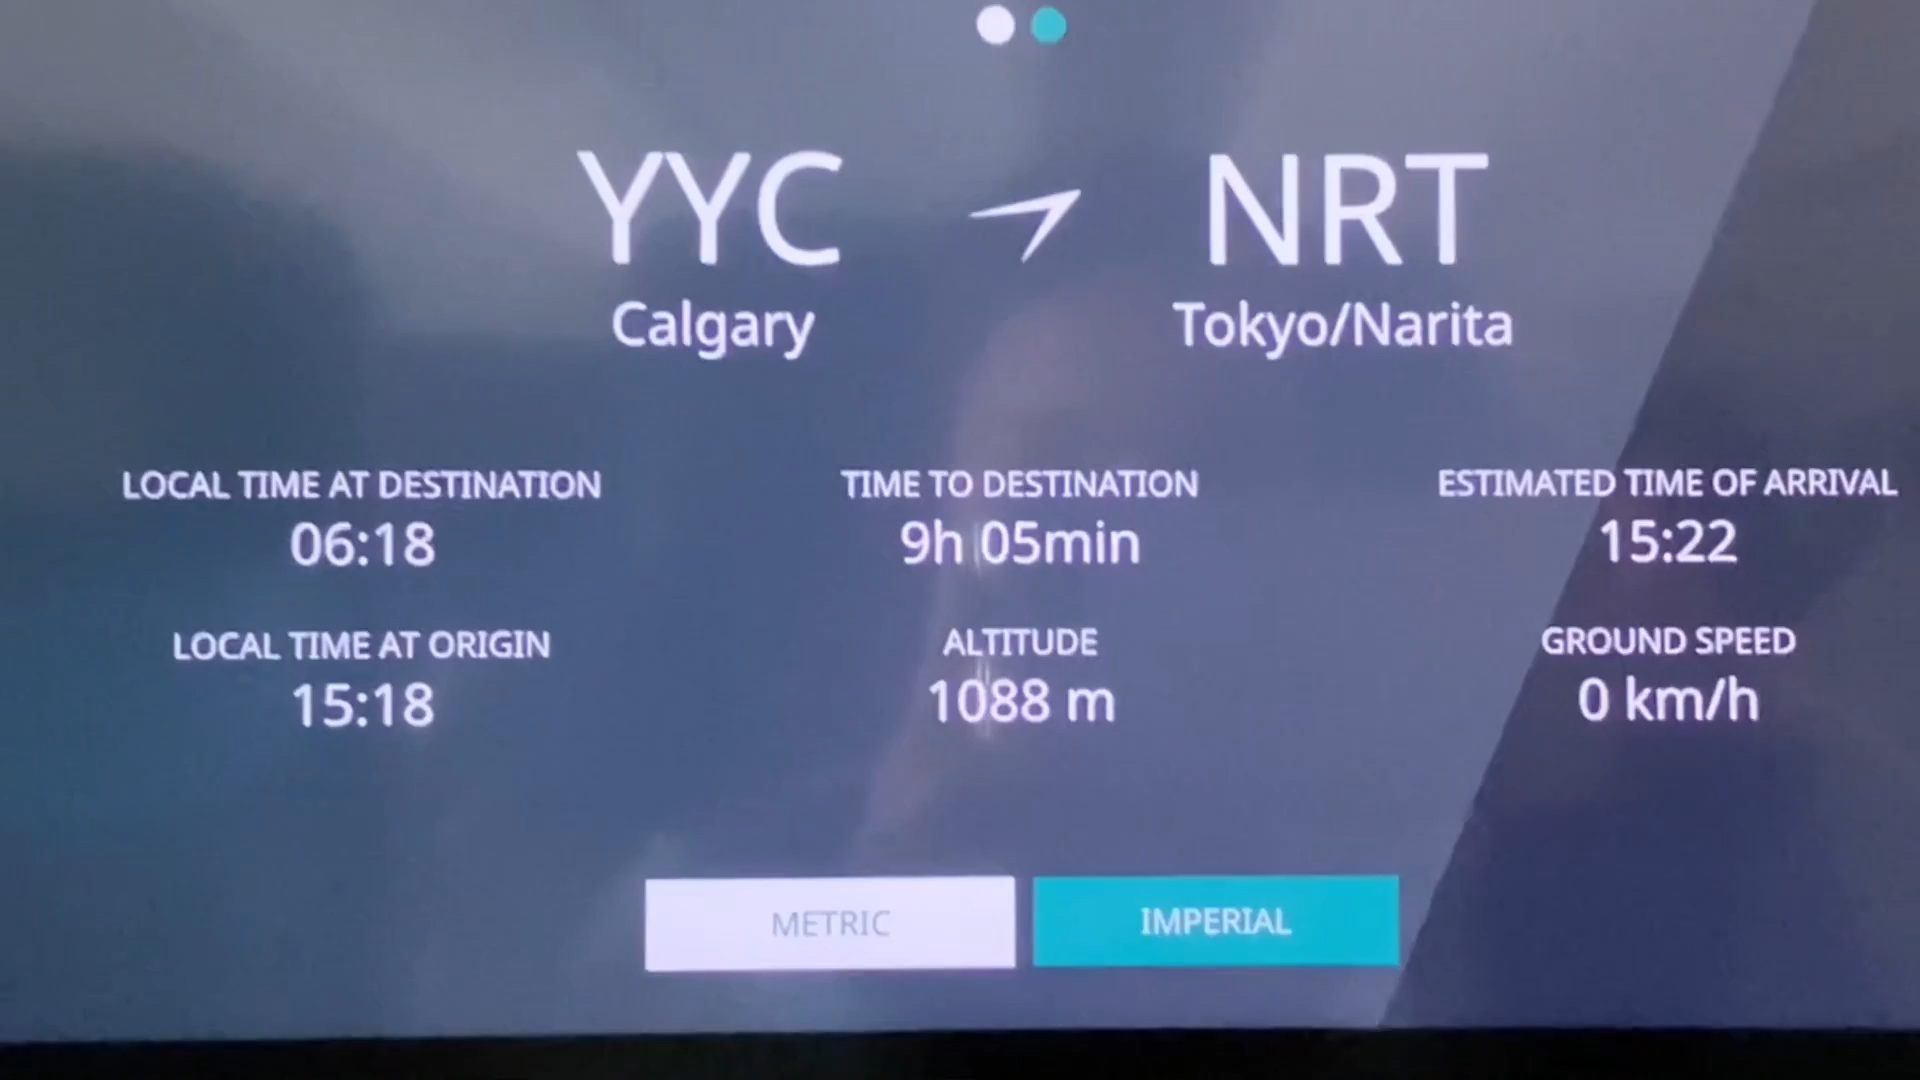 YYC
NRT
Calgary
Tokyo/Narita
LOCAL TIME AT DESTINATION
06:18
TIME TO DESTINATION
9h 05min
ESTIMATED TIME OF ARRIVAL
15:22
LOCAL TIME AT ORIGIN
15:18
ALTITUDE
1088 m
GROUND SPEED
0 km/h
METRIC
IMPERIAL